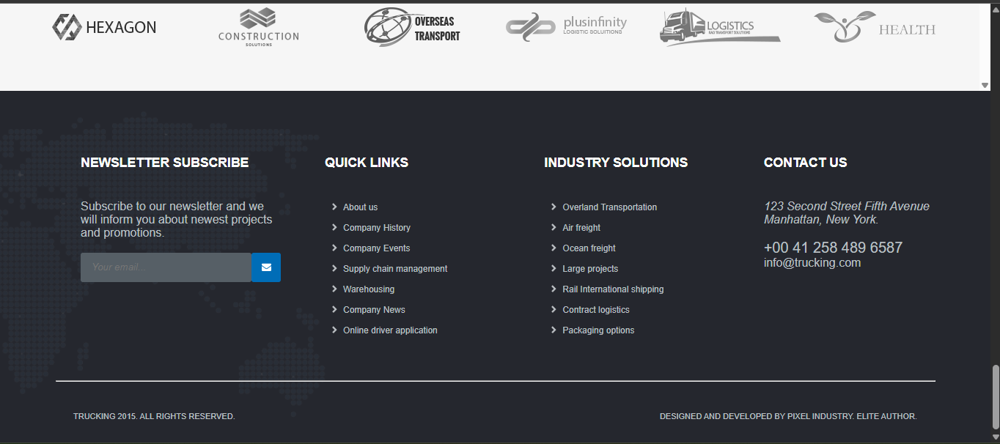 HEXAGON
CONSTRUCTION
SOLUTIONS
OVERSEAS
TRANSPORT
plusinfinity
LOGISTIC SOLUTIONS
LOGISTICS
RAD TRANSPORT SOLUTIONS
HEALTH
NEWSLETTER SUBSCRIBE
Subscribe to our newsletter and we
will inform you about newest projects
and promotions.
Your email...
QUICK LINKS
About us
Company History
Company Events
Supply chain management
Warehousing
Company News
Online driver application
INDUSTRY SOLUTIONS
Overland Transportation
Air freight
Ocean freight
Large projects
Rail International shipping
Contract logistics
Packaging options
CONTACT US
123 Second Street Fifth Avenue
Manhattan, New York.
+00 41 258 489 6587
info@trucking.com
TRUCKING 2015. ALL RIGHTS RESERVED.
DESIGNED AND DEVELOPED BY PIXEL INDUSTRY. ELITE AUTHOR.